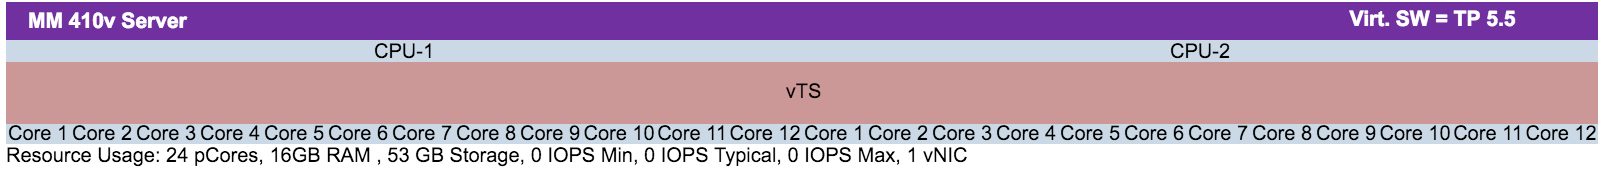 MM 410v Server Virt. SW = TP 5.5
CPU-1 CPU-2
vTS
Core 1 Core 2 Core 3 Core 4 Core 5 Core 6 Core 7 Core 8 Core 9 Core 10 Core 11 Core 12 Core 1 Core 2 Core 3 Core 4 Core 5 Core 6 Core 7 Core 8 Core 9 Core 10 Core 11 Core 12
Resource Usage: 24 pCores, 16GB RAM , 53 GB Storage, 0 IOPS Min, 0 IOPS Typical, 0 IOPS Max, 1 vNIC